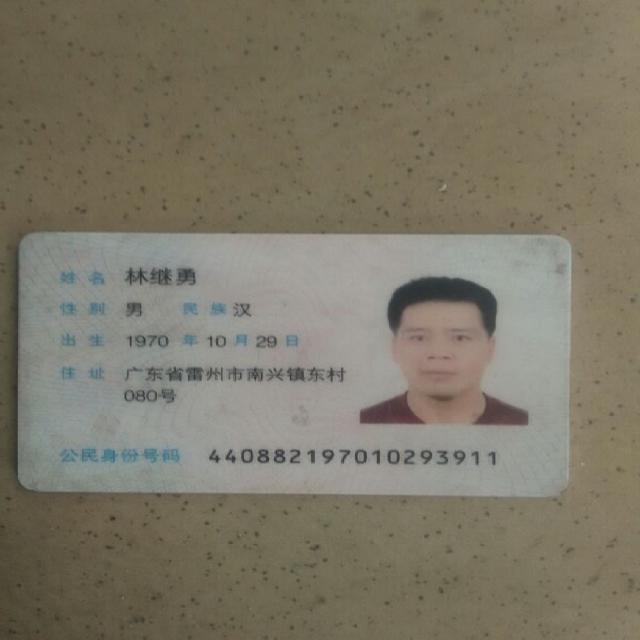 姓名 林继勇
性别 男 民族 汉
出生 1970 年 10 月 29 日
住址 广东省雷州市南兴镇东村
080号
公民身份号码 440882197010293911